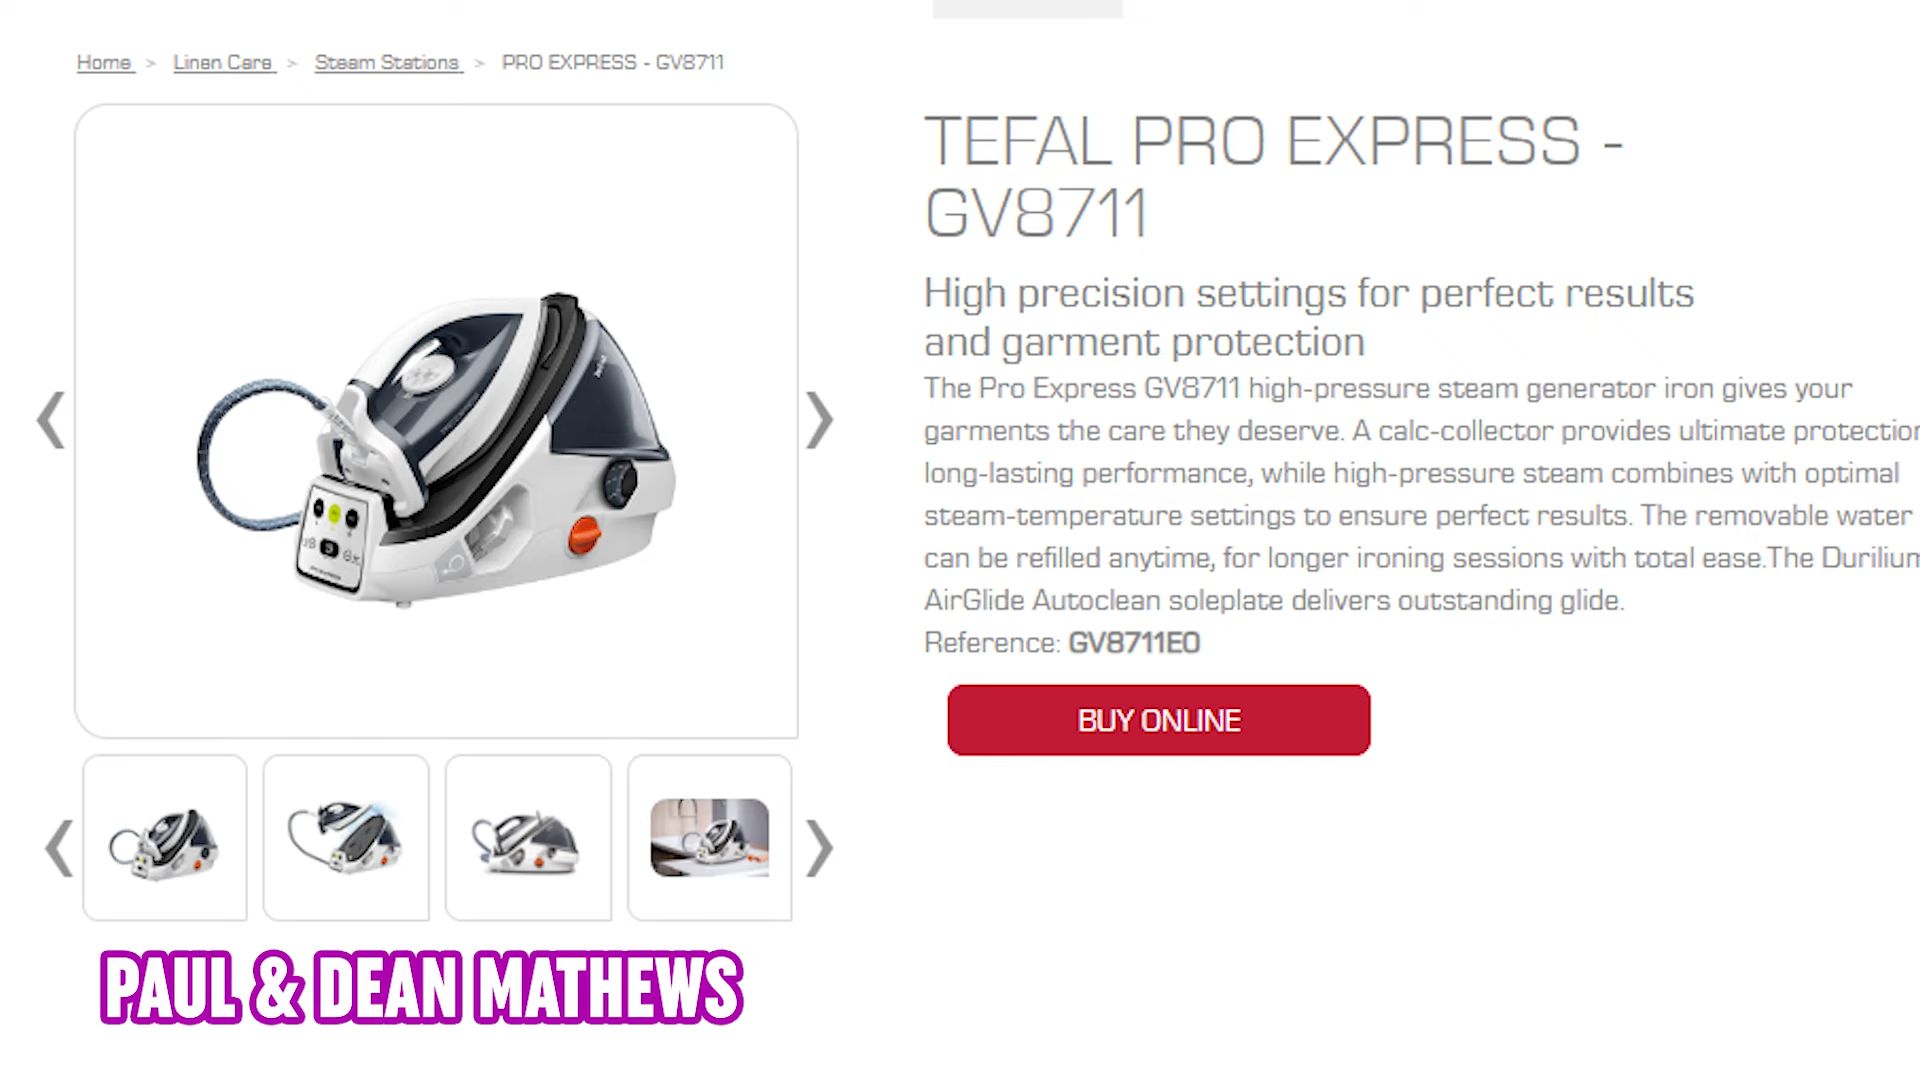 Home > Linen Care > Steam Stations > PRO EXPRESS - GV8711
TEFAL PRO EXPRESS -
GV8711
High precision settings for perfect results
and garment protection
The Pro Express GV8711 high-pressure steam generator iron gives your
garments the care they deserve. A calc-collector provides ultimate protection
long-lasting performance, while high-pressure steam combines with optimal
steam-temperature settings to ensure perfect results. The removable water
can be refilled anytime, for longer ironing sessions with total ease.The Durilium
AirGlide Autoclean soleplate delivers outstanding glide.
Reference: GV8711E0
BUY ONLINE
PAUL & DEAN MATHEWS